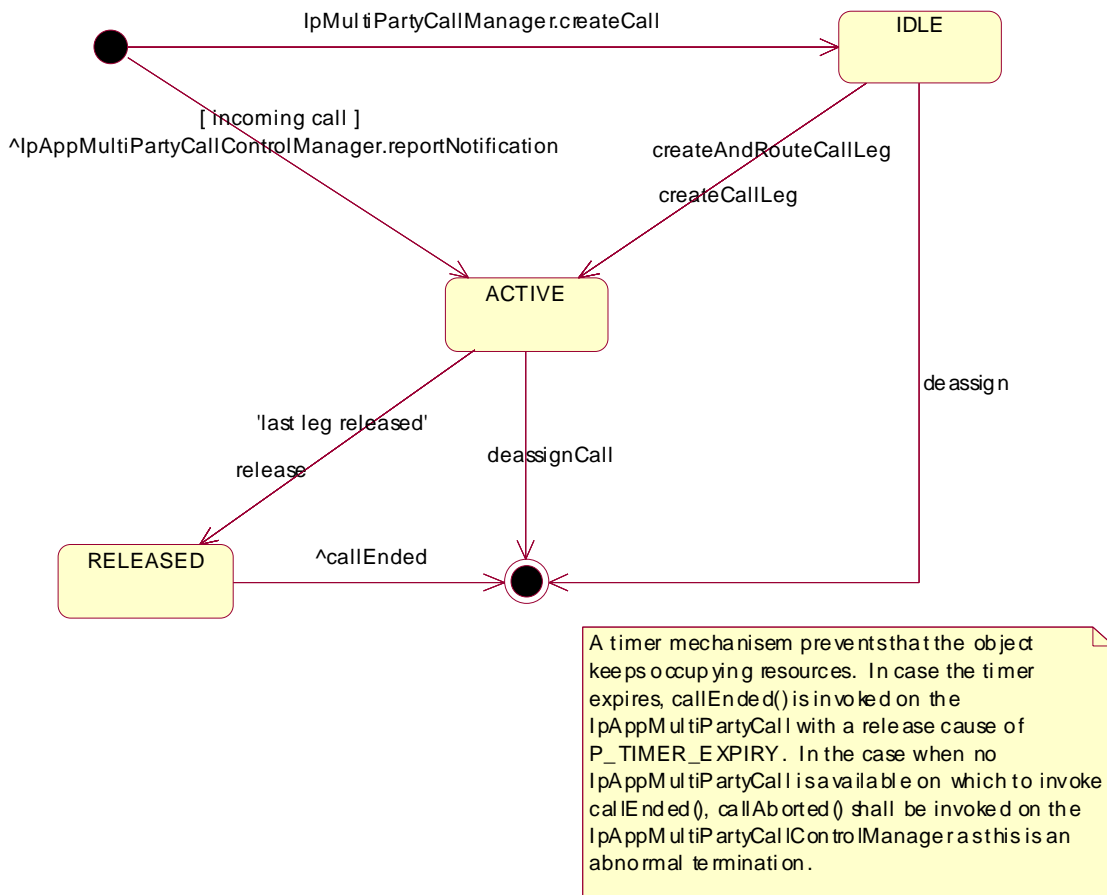 IpMultiPartyCallManager.createCall
IDLE
[ incoming call ]
^IpAppMultiPartyCallControlManager.reportNotification
createAndRouteCallLeg
createCallLeg
ACTIVE
deassign
'last leg released'
deassignCall
release
RELEASED
^callEnded
A timer mechanisem prevents that the object
keeps occupying resources. In case the timer
expires, callEnded() is invoked on the
IpAppMultiPartyCall with a release cause of
P_TIMER_EXPIRY. In the case when no
IpAppMultiPartyCall is available on which to invoke
callEnded(), callAborted() shall be invoked on the
IpAppMultiPartyCallControlManager as this is an
abnormal termination.